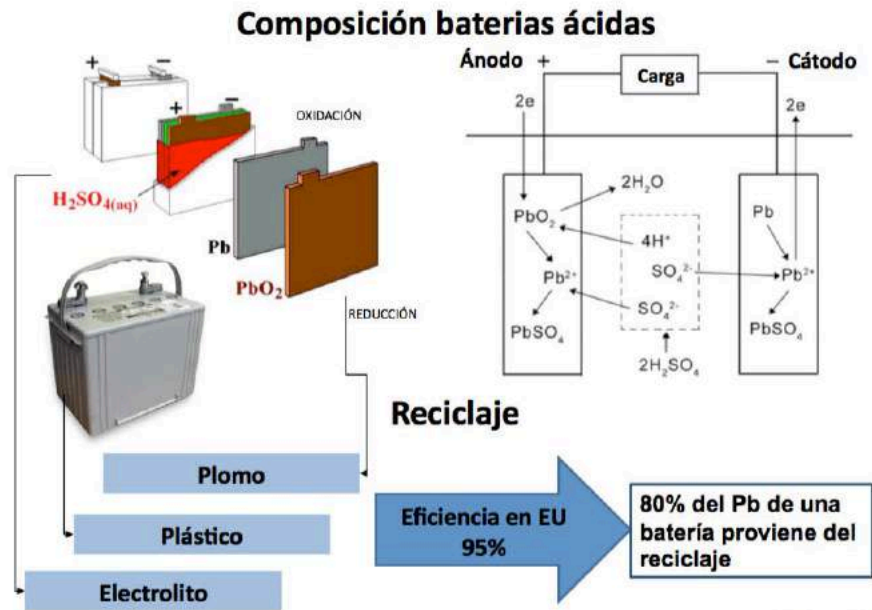 Composición baterias ácidas
+
−
+
−
OXIDACIÓN
H₂SO₄(aq)
Pb
PbO₂
REDUCCIÓN
Ánodo +
Carga
− Cátodo
2e
2e
PbO₂
2H₂O
4H⁺
Pb²⁺
SO₄²⁻
SO₄²⁻
PbSO₄
2H₂SO₄
Pb
Pb²⁺
PbSO₄
Reciclaje
Plomo
Plástico
Electrolito
Eficiencia en EU
95%
80% del Pb de una
batería proviene del
reciclaje